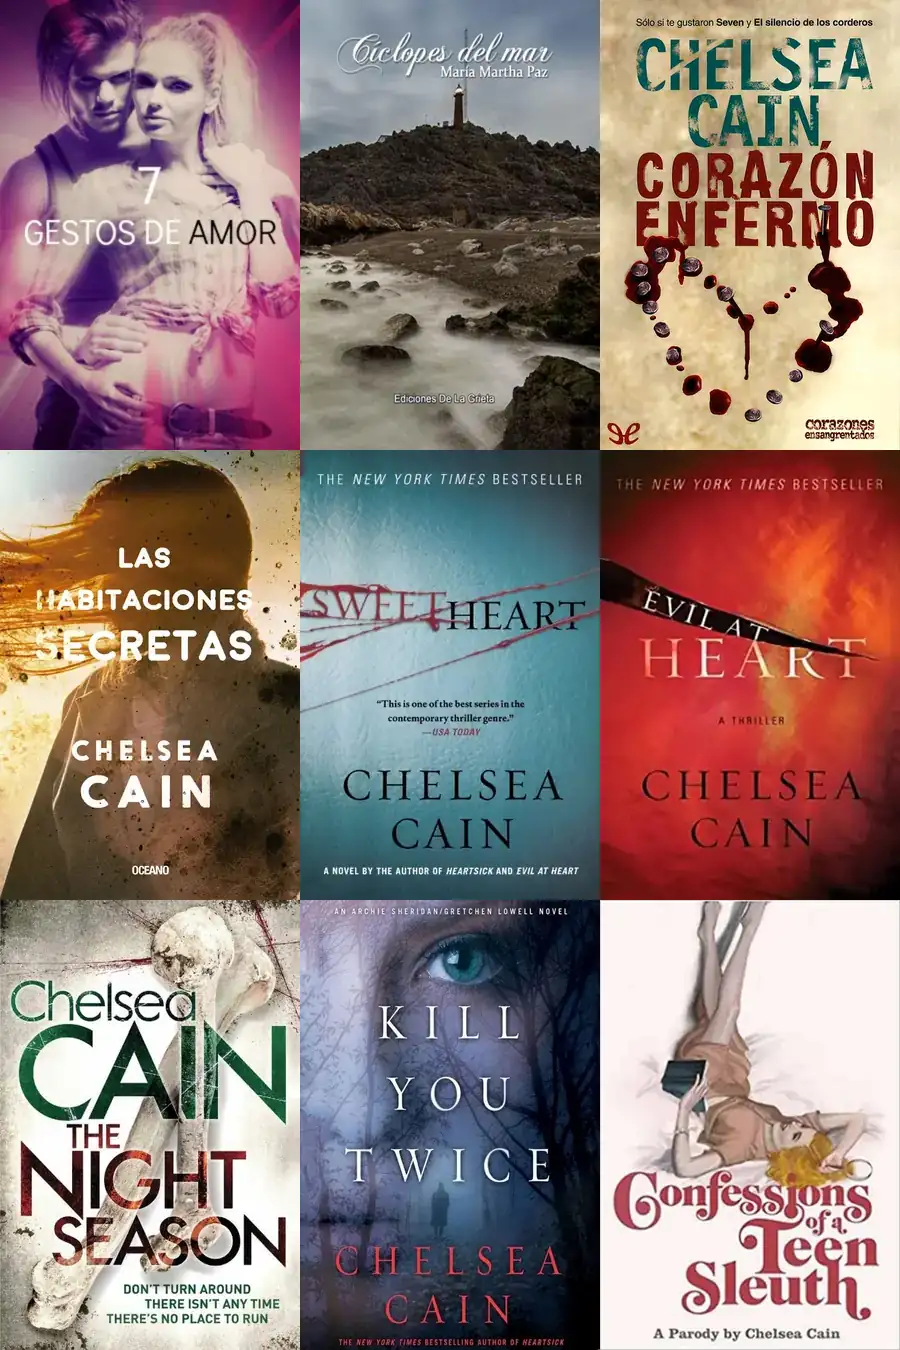 7
GESTOS DE AMOR
Cíclopes del mar
María Martha Paz
Ediciones De La Grieta
Sólo si te gustaron Seven y El silencio de los corderos
CHELSEA
CAIN
CORAZÓN
ENFERMO
corazones
ensangrentados
LAS
HABITACIONES
SECRETAS
CHELSEA
CAIN
OCEANO
THE NEW YORK TIMES BESTSELLER
SWEETHEART
“This is one of the best series in the
contemporary thriller genre.”
—USA TODAY
CHELSEA
CAIN
A NOVEL BY THE AUTHOR OF HEARTSICK AND EVIL AT HEART
THE NEW YORK TIMES BESTSELLER
EVIL AT
HEART
A THRILLER
CHELSEA
CAIN
Chelsea
CAIN
THE
NIGHT
SEASON
DON'T TURN AROUND
THERE ISN'T ANY TIME
THERE'S NO PLACE TO RUN
AN ARCHIE SHERIDAN/GRETCHEN LOWELL NOVEL
KILL
YOU
TWICE
CHELSEA
CAIN
THE NEW YORK TIMES BESTSELLING AUTHOR OF HEARTSICK
Confessions
of a
Teen
Sleuth
A Parody by Chelsea Cain